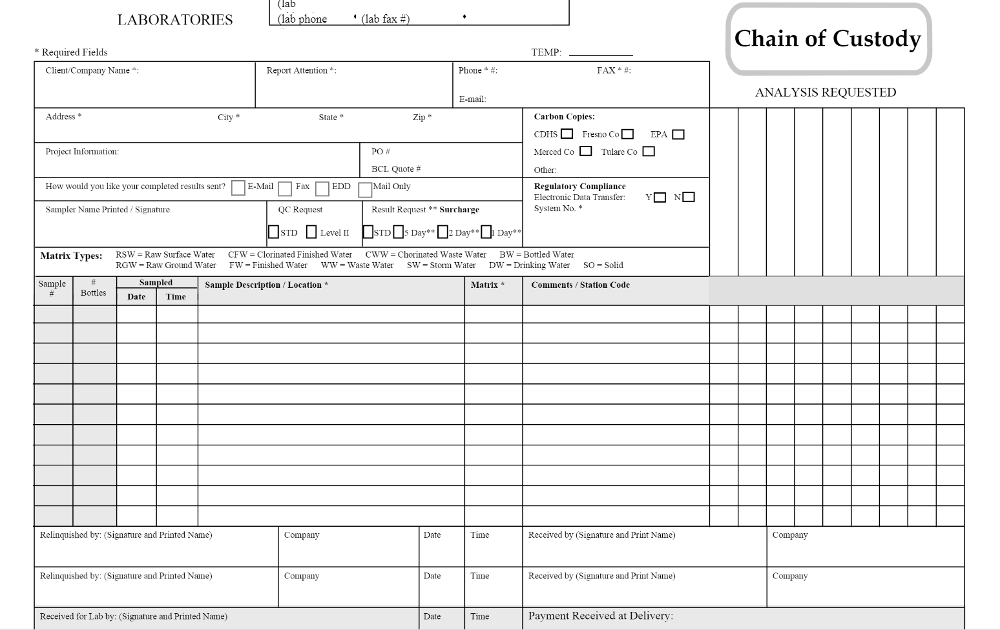 (lab
LABORATORIES
(lab phone ♦ (lab fax #) ♦
* Required Fields
TEMP:
Chain of Custody
Client/Company Name *:
Report Attention *:
Phone * #:
FAX * #:
E-mail:
ANALYSIS REQUESTED
Address *
City *
State *
Zip *
Carbon Copies:
CDHS
Fresno Co
EPA
Merced Co
Tulare Co
Other:
Project Information:
PO #
BCL Quote #
How would you like your completed results sent?
E-Mail
Fax
EDD
Mail Only
Regulatory Compliance
Electronic Data Transfer: Y N
System No. *
Sampler Name Printed / Signature
QC Request
STD
Level II
Result Request ** Surcharge
STD
5 Day**
2 Day**
1 Day**
Matrix Types:
RSW = Raw Surface Water CFW = Clorinated Finished Water CWW = Chorinated Waste Water BW = Bottled Water
RGW = Raw Ground Water FW = Finished Water WW = Waste Water SW = Storm Water DW = Drinking Water SO = Solid
Sample
#
#
Bottles
Sampled
Date
Time
Sample Description / Location *
Matrix *
Comments / Station Code
Relinquished by: (Signature and Printed Name)
Company
Date
Time
Received by (Signature and Print Name)
Company
Relinquished by: (Signature and Printed Name)
Company
Date
Time
Received by (Signature and Print Name)
Company
Received for Lab by: (Signature and Printed Name)
Date
Time
Payment Received at Delivery: